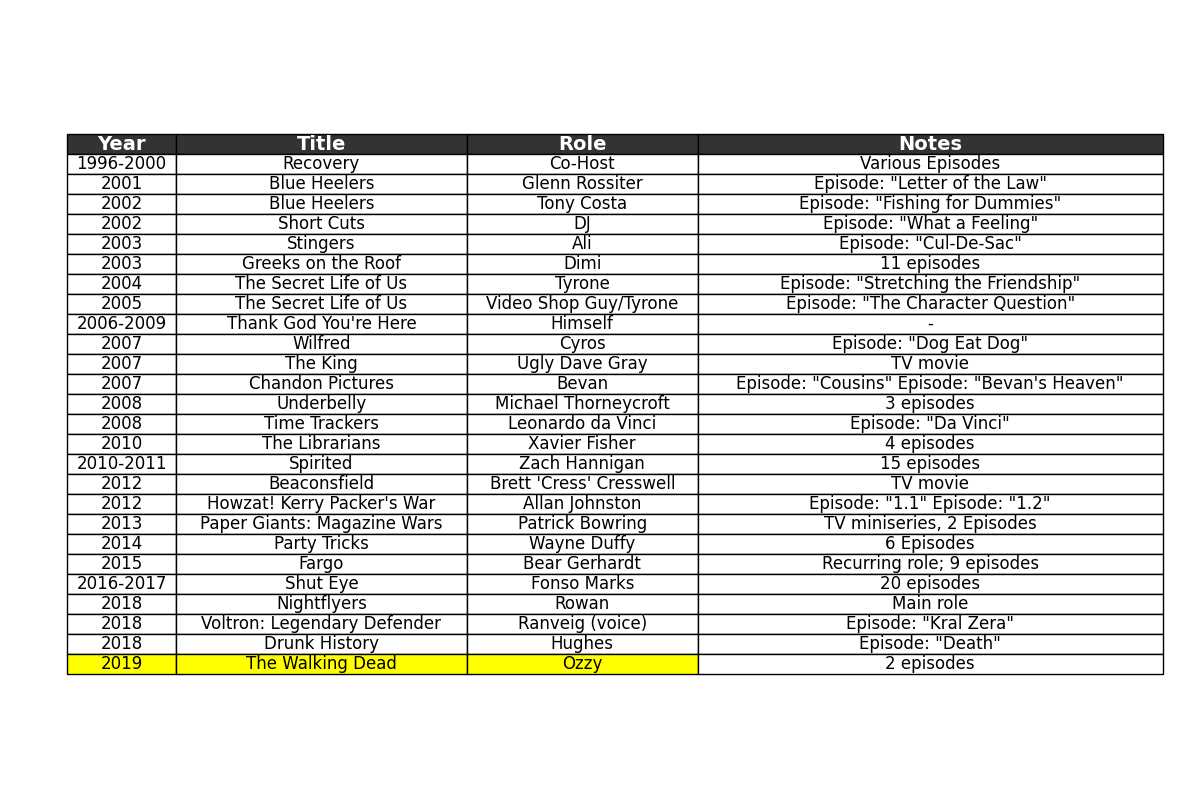 Year Title Role Notes
1996-2000 Recovery Co-Host Various Episodes
2001 Blue Heelers Glenn Rossiter Episode: "Letter of the Law"
2002 Blue Heelers Tony Costa Episode: "Fishing for Dummies"
2002 Short Cuts DJ Episode: "What a Feeling"
2003 Stingers Ali Episode: "Cul-De-Sac"
2003 Greeks on the Roof Dimi 11 episodes
2004 The Secret Life of Us Tyrone Episode: "Stretching the Friendship"
2005 The Secret Life of Us Video Shop Guy/Tyrone Episode: "The Character Question"
2006-2009 Thank God You're Here Himself -
2007 Wilfred Cyros Episode: "Dog Eat Dog"
2007 The King Ugly Dave Gray TV movie
2007 Chandon Pictures Bevan Episode: "Cousins" Episode: "Bevan's Heaven"
2008 Underbelly Michael Thorneycroft 3 episodes
2008 Time Trackers Leonardo da Vinci Episode: "Da Vinci"
2010 The Librarians Xavier Fisher 4 episodes
2010-2011 Spirited Zach Hannigan 15 episodes
2012 Beaconsfield Brett 'Cress' Cresswell TV movie
2012 Howzat! Kerry Packer's War Allan Johnston Episode: "1.1" Episode: "1.2"
2013 Paper Giants: Magazine Wars Patrick Bowring TV miniseries, 2 Episodes
2014 Party Tricks Wayne Duffy 6 Episodes
2015 Fargo Bear Gerhardt Recurring role; 9 episodes
2016-2017 Shut Eye Fonso Marks 20 episodes
2018 Nightflyers Rowan Main role
2018 Voltron: Legendary Defender Ranveig (voice) Episode: "Kral Zera"
2018 Drunk History Hughes Episode: "Death"
2019 The Walking Dead Ozzy 2 episodes